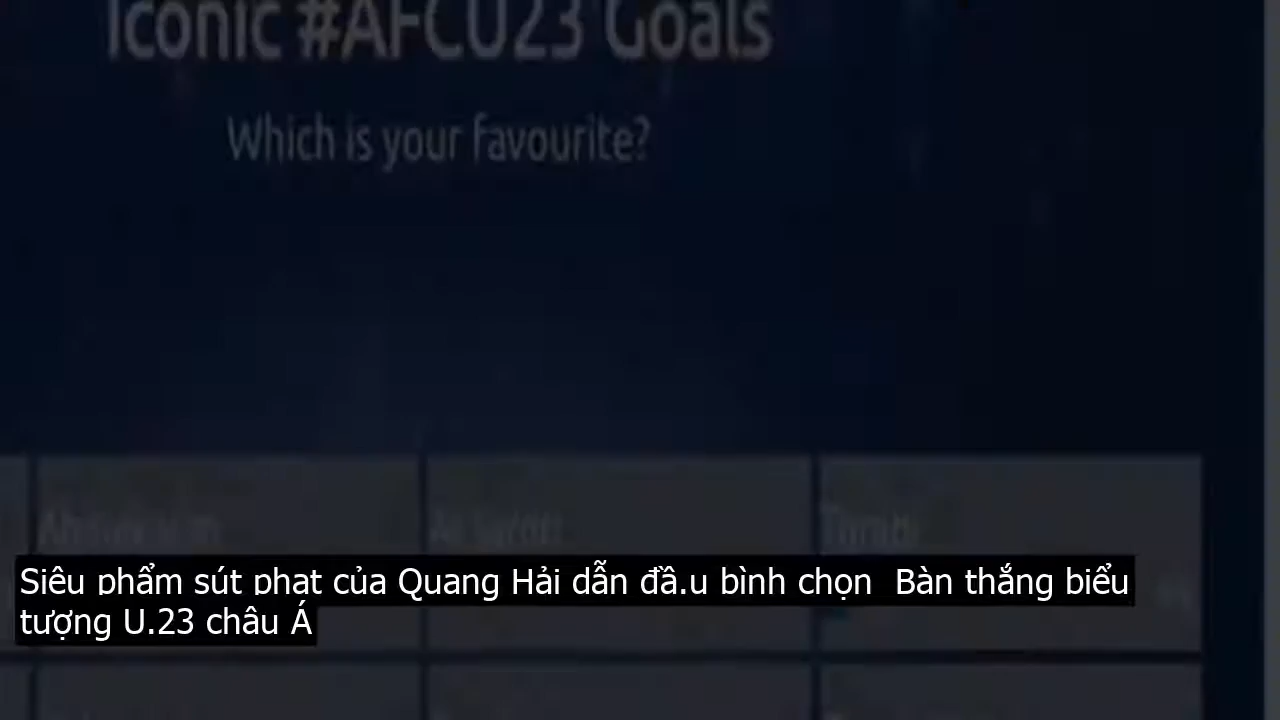 Iconic #AFCU23 Goals
Which is your favourite?
Siêu phẩm sút phạt của Quang Hải dẫn đầ.u bình chọn Bàn thắng biểu
tượng U.23 châu Á